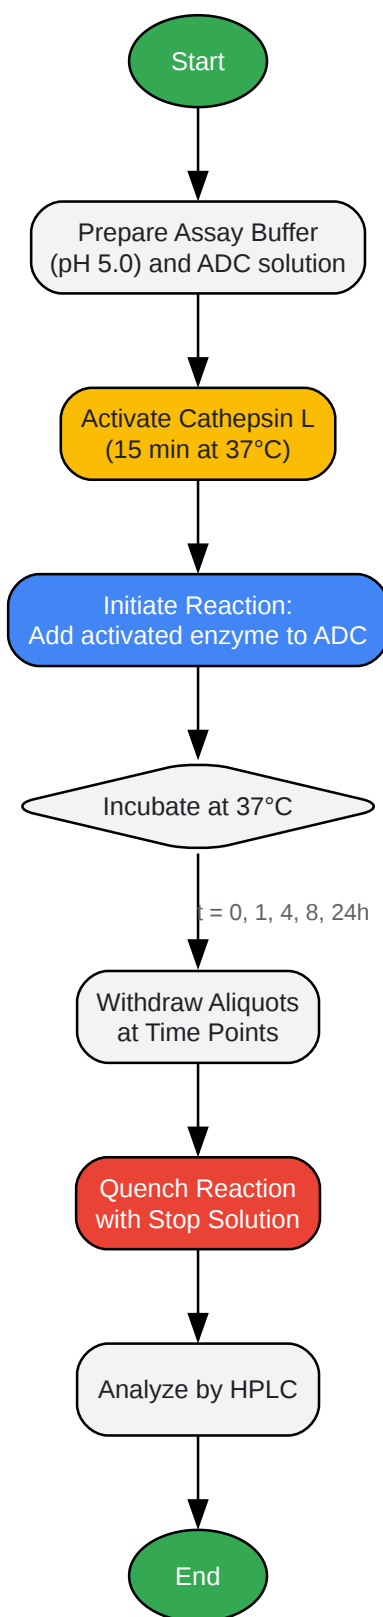 Start
Prepare Assay Buffer
(pH 5.0) and ADC solution
Activate Cathepsin L
(15 min at 37°C)
Initiate Reaction:
Add activated enzyme to ADC
Incubate at 37°C
t = 0, 1, 4, 8, 24h
Withdraw Aliquots
at Time Points
Quench Reaction
with Stop Solution
Analyze by HPLC
End